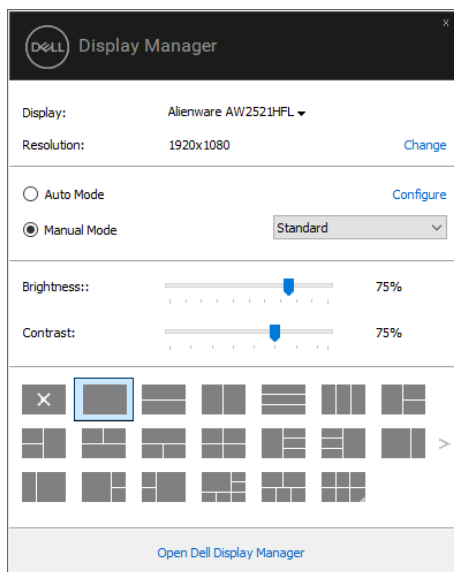 x
DELL Display Manager
Display: Alienware AW2521HFL
Resolution: 1920x1080 Change
Auto Mode Configure
Manual Mode Standard
Brightness:: 75%
Contrast: 75%
Open Dell Display Manager